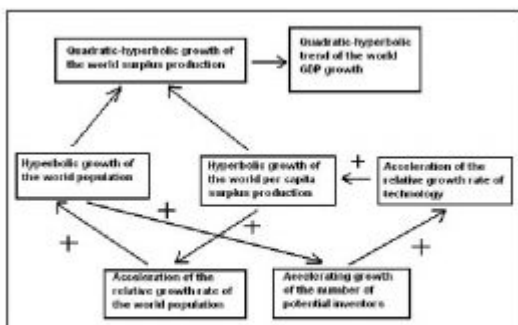 Quadratic-hyperbolic growth of
the world surplus production
Quadratic-hyperbolic
trend of the world
GDP growth
Hyperbolic growth of
the world population
Hyperbolic growth of
the world per capita
surplus production
+
Acceleration of the
relative growth rate of
technology
+
+
+
+
Acceleration of the
relative growth rate of
the world population
Accelerating growth
of the number of
potential inventors